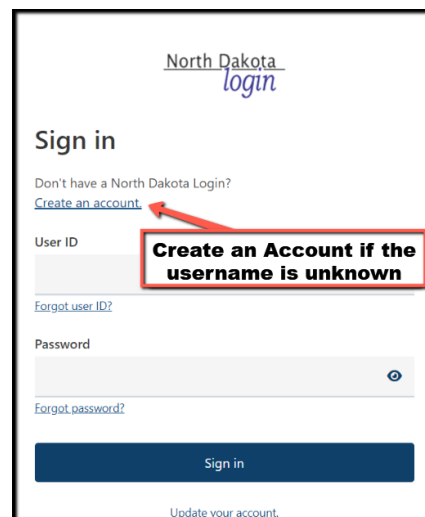 North Dakota
login
Sign in
Don't have a North Dakota Login?
Create an account.
User ID
Create an Account if the
username is unknown
Forgot user ID?
Password
Forgot password?
Sign in
Update your account.